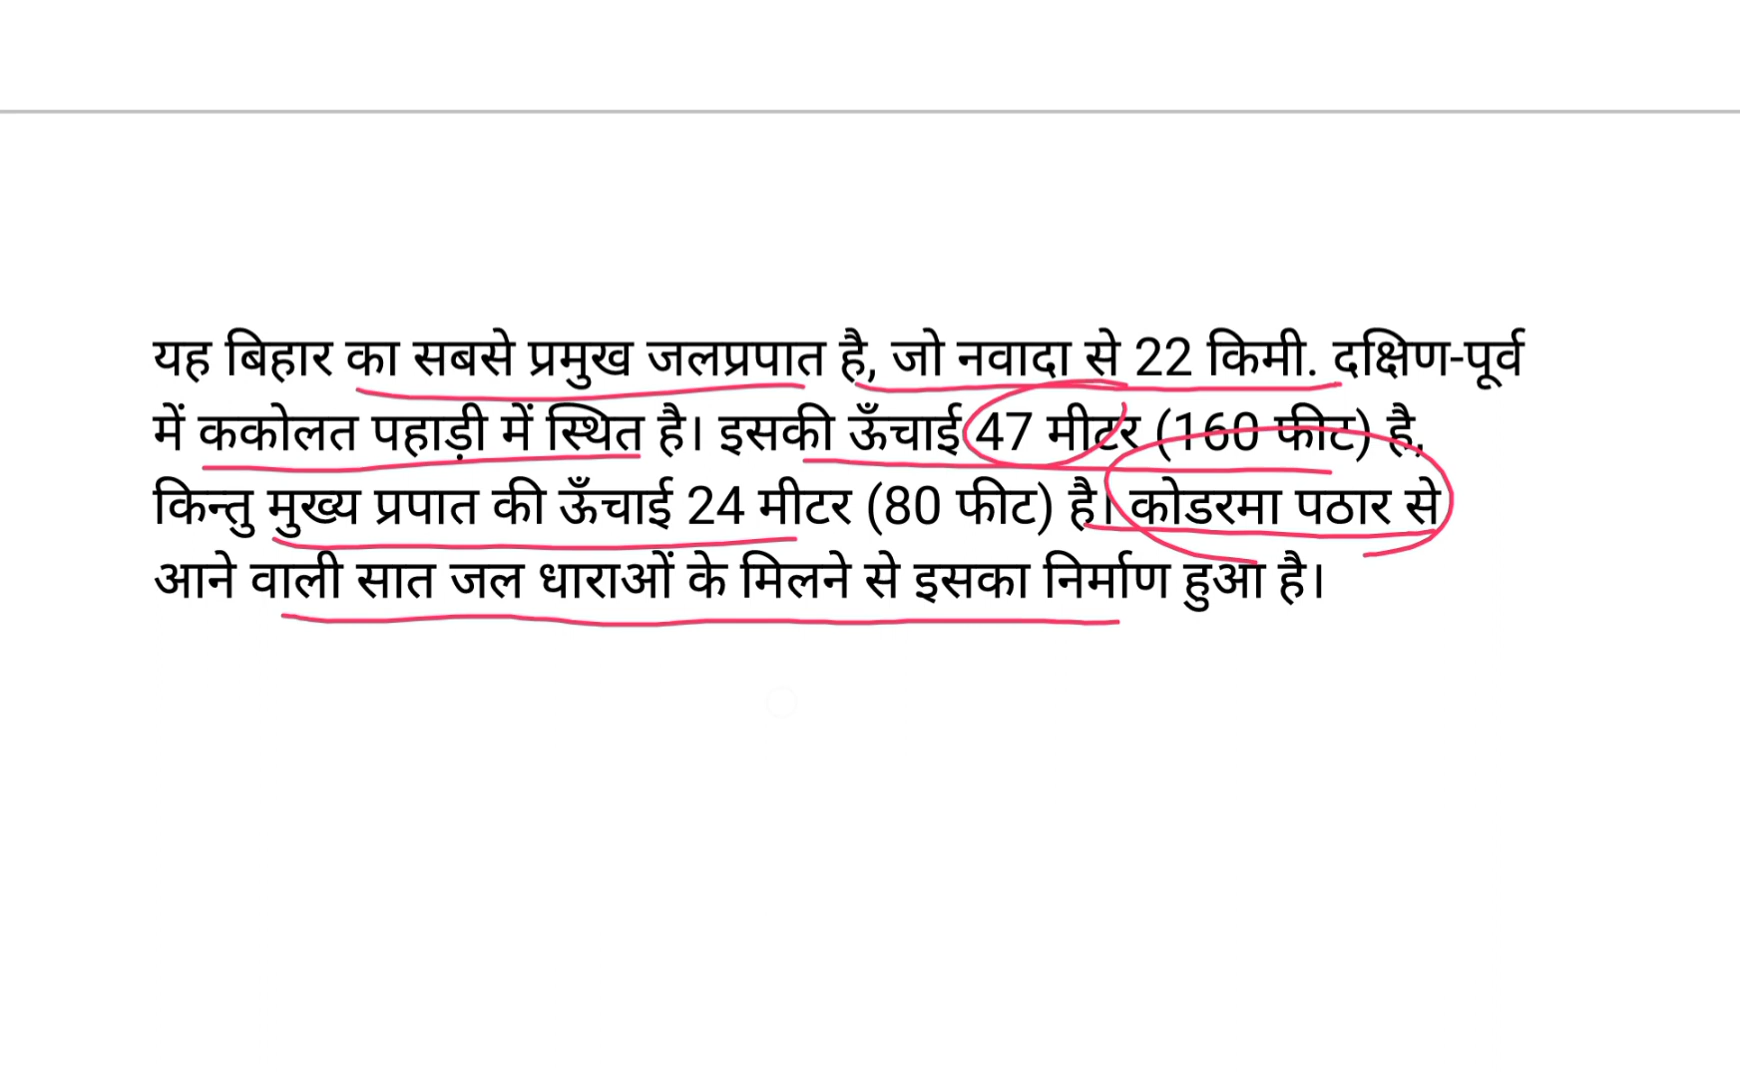 यह बिहार का सबसे प्रमुख जलप्रपात है, जो नवादा से 22 किमी. दक्षिण-पूर्व
में ककोलत पहाड़ी में स्थित है। इसकी ऊँचाई 47 मीटर (160 फीट) है,
किन्तु मुख्य प्रपात की ऊँचाई 24 मीटर (80 फीट) है। कोडरमा पठार से
आने वाली सात जल धाराओं के मिलने से इसका निर्माण हुआ है।